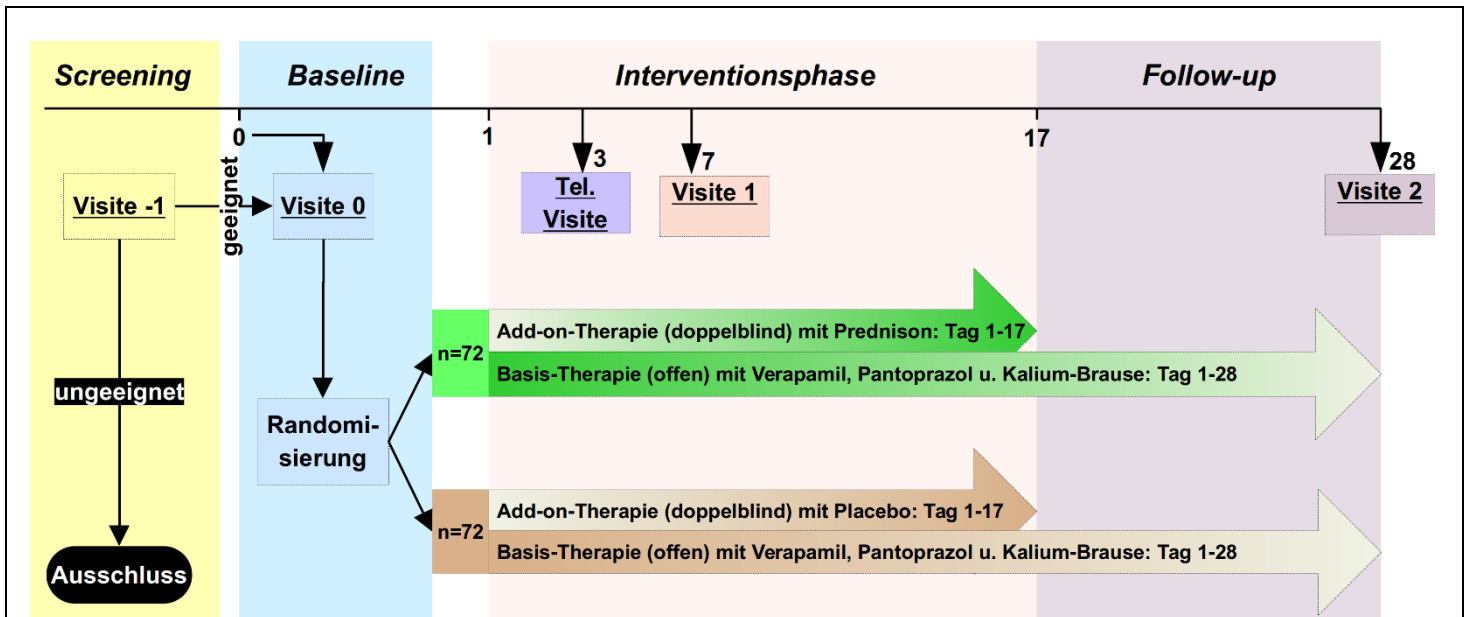 Screening
Baseline
Interventionsphase
Follow-up
0
1
17
3
7
28
geeignet
Visite -1
Visite 0
Tel.
Visite
Visite 1
Visite 2
ungeeignet
Randomi-
sierung
Ausschluss
n=72
Add-on-Therapie (doppelblind) mit Prednison: Tag 1-17
Basis-Therapie (offen) mit Verapamil, Pantoprazol u. Kalium-Brause: Tag 1-28
n=72
Add-on-Therapie (doppelblind) mit Placebo: Tag 1-17
Basis-Therapie (offen) mit Verapamil, Pantoprazol u. Kalium-Brause: Tag 1-28